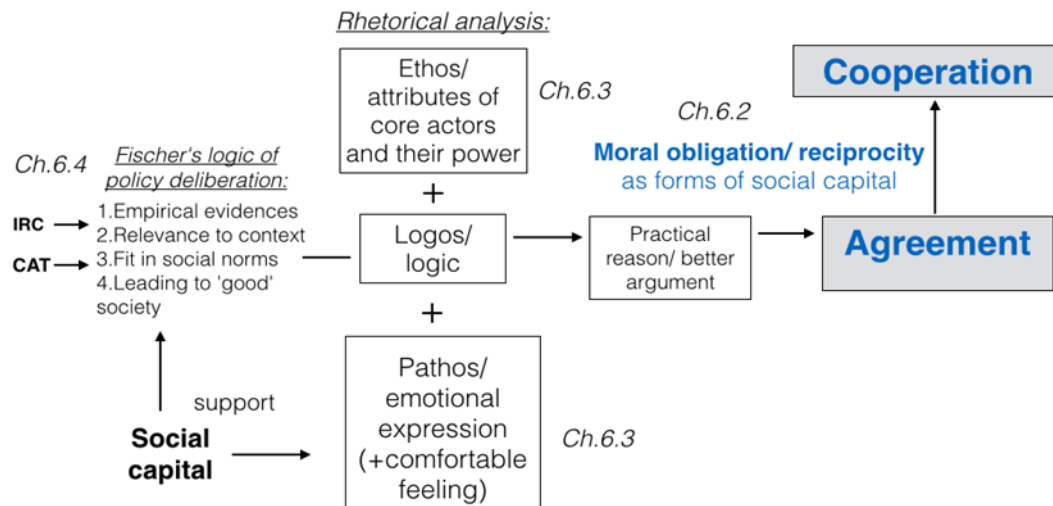 Rhetorical analysis:
Ethos/
attributes of
core actors
and their power
Ch.6.3
Cooperation
Ch.6.2
Moral obligation/ reciprocity
as forms of social capital
Ch.6.4
Fischer's logic of
policy deliberation:
IRC
CAT
1.Empirical evidences
2.Relevance to context
3.Fit in social norms
4.Leading to 'good'
society
+
Logos/
logic
Practical
reason/ better
argument
Agreement
+
Pathos/
emotional
expression
(+comfortable
feeling)
Ch.6.3
support
Social
capital